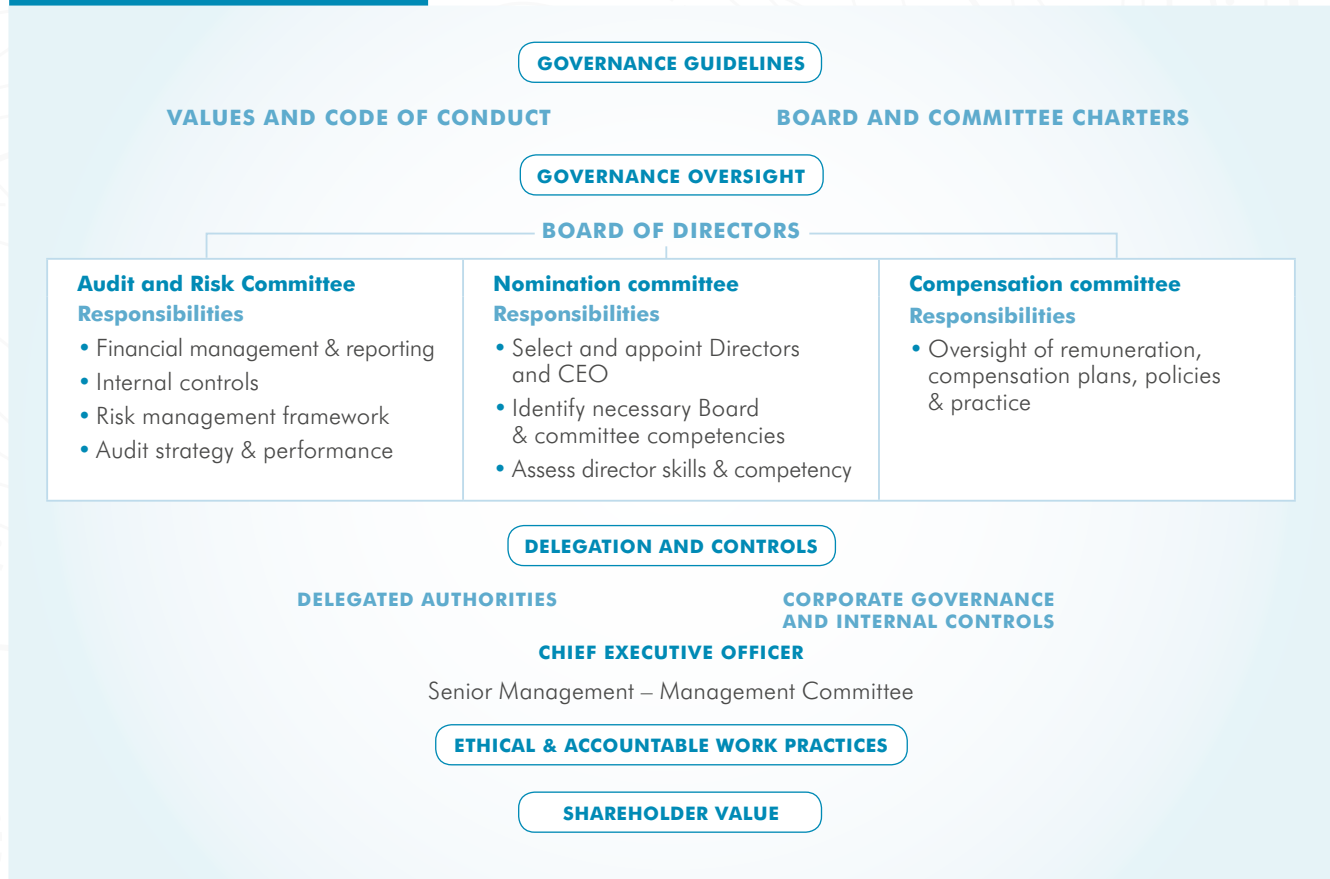 GOVERNANCE GUIDELINES
VALUES AND CODE OF CONDUCT
BOARD AND COMMITTEE CHARTERS
GOVERNANCE OVERSIGHT
BOARD OF DIRECTORS
Audit and Risk Committee
Responsibilities
• Financial management & reporting
• Internal controls
• Risk management framework
• Audit strategy & performance
Nomination committee
Responsibilities
• Select and appoint Directors
and CEO
• Identify necessary Board
& committee competencies
• Assess director skills & competency
Compensation committee
Responsibilities
• Oversight of remuneration,
compensation plans, policies
& practice
DELEGATION AND CONTROLS
DELEGATED AUTHORITIES
CORPORATE GOVERNANCE
AND INTERNAL CONTROLS
CHIEF EXECUTIVE OFFICER
Senior Management – Management Committee
ETHICAL & ACCOUNTABLE WORK PRACTICES
SHAREHOLDER VALUE